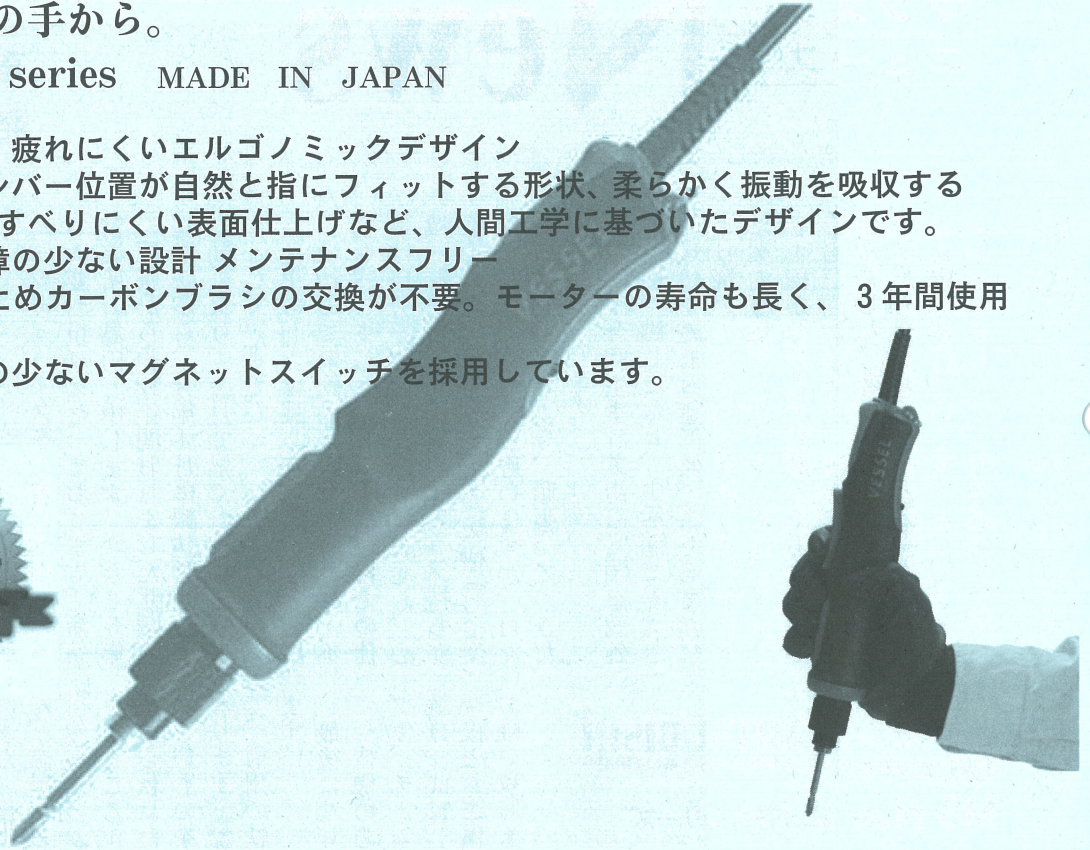 の手から。
series MADE IN JAPAN
疲れにくいエルゴノミックデザイン
バー位置が自然と指にフィットする形状、柔らかく振動を吸収する
すべりにくい表面仕上げなど、人間工学に基づいたデザインです。
の少ない設計 メンテナンスフリー
めカーボンブラシの交換が不要。モーターの寿命も長く、3年間使用
の少ないマグネットスイッチを採用しています。
VESSEL
VESSEL